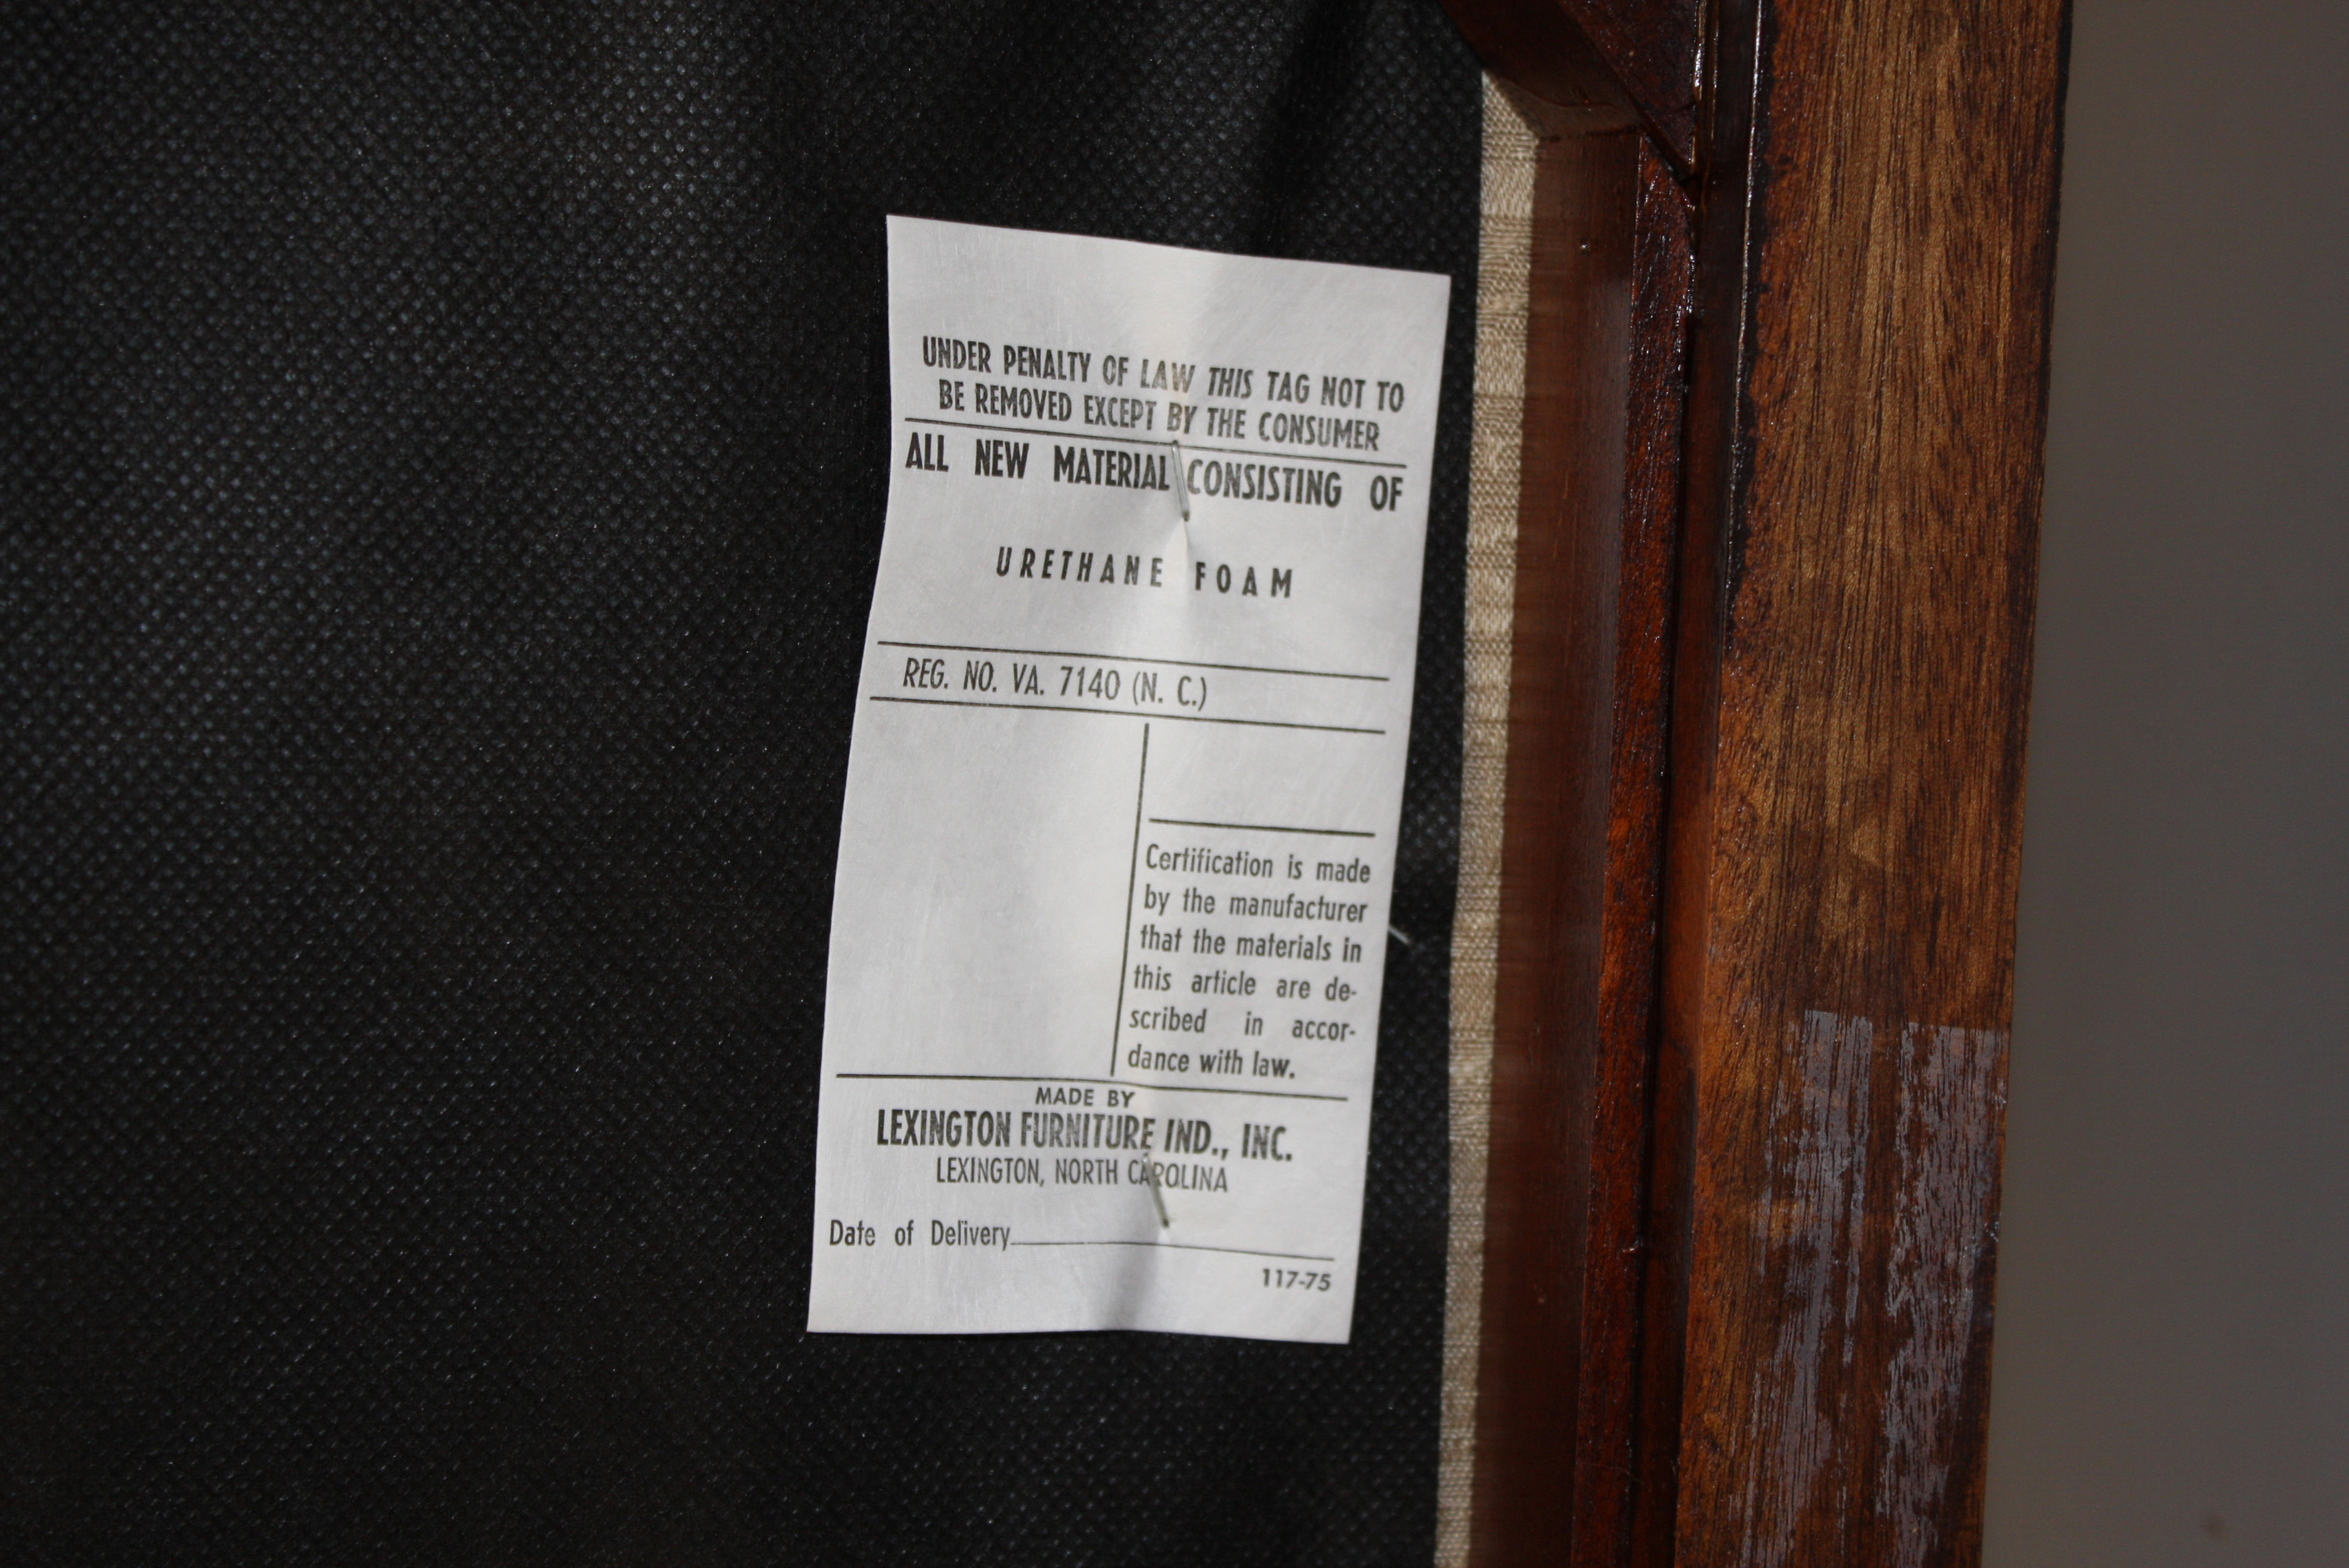 UNDER PENALTY OF LAW THIS TAG NOT TO
BE REMOVED EXCEPT BY THE CONSUMER
ALL NEW MATERIAL CONSISTING OF
URETHANE FOAM
REG. NO. VA. 7140 (N. C.)
Certification is made
by the manufacturer
that the materials in
this article are de-
scribed in accor-
dance with law.
MADE BY
LEXINGTON FURNITURE IND., INC.
LEXINGTON, NORTH CAROLINA
Date of Delivery
117-75